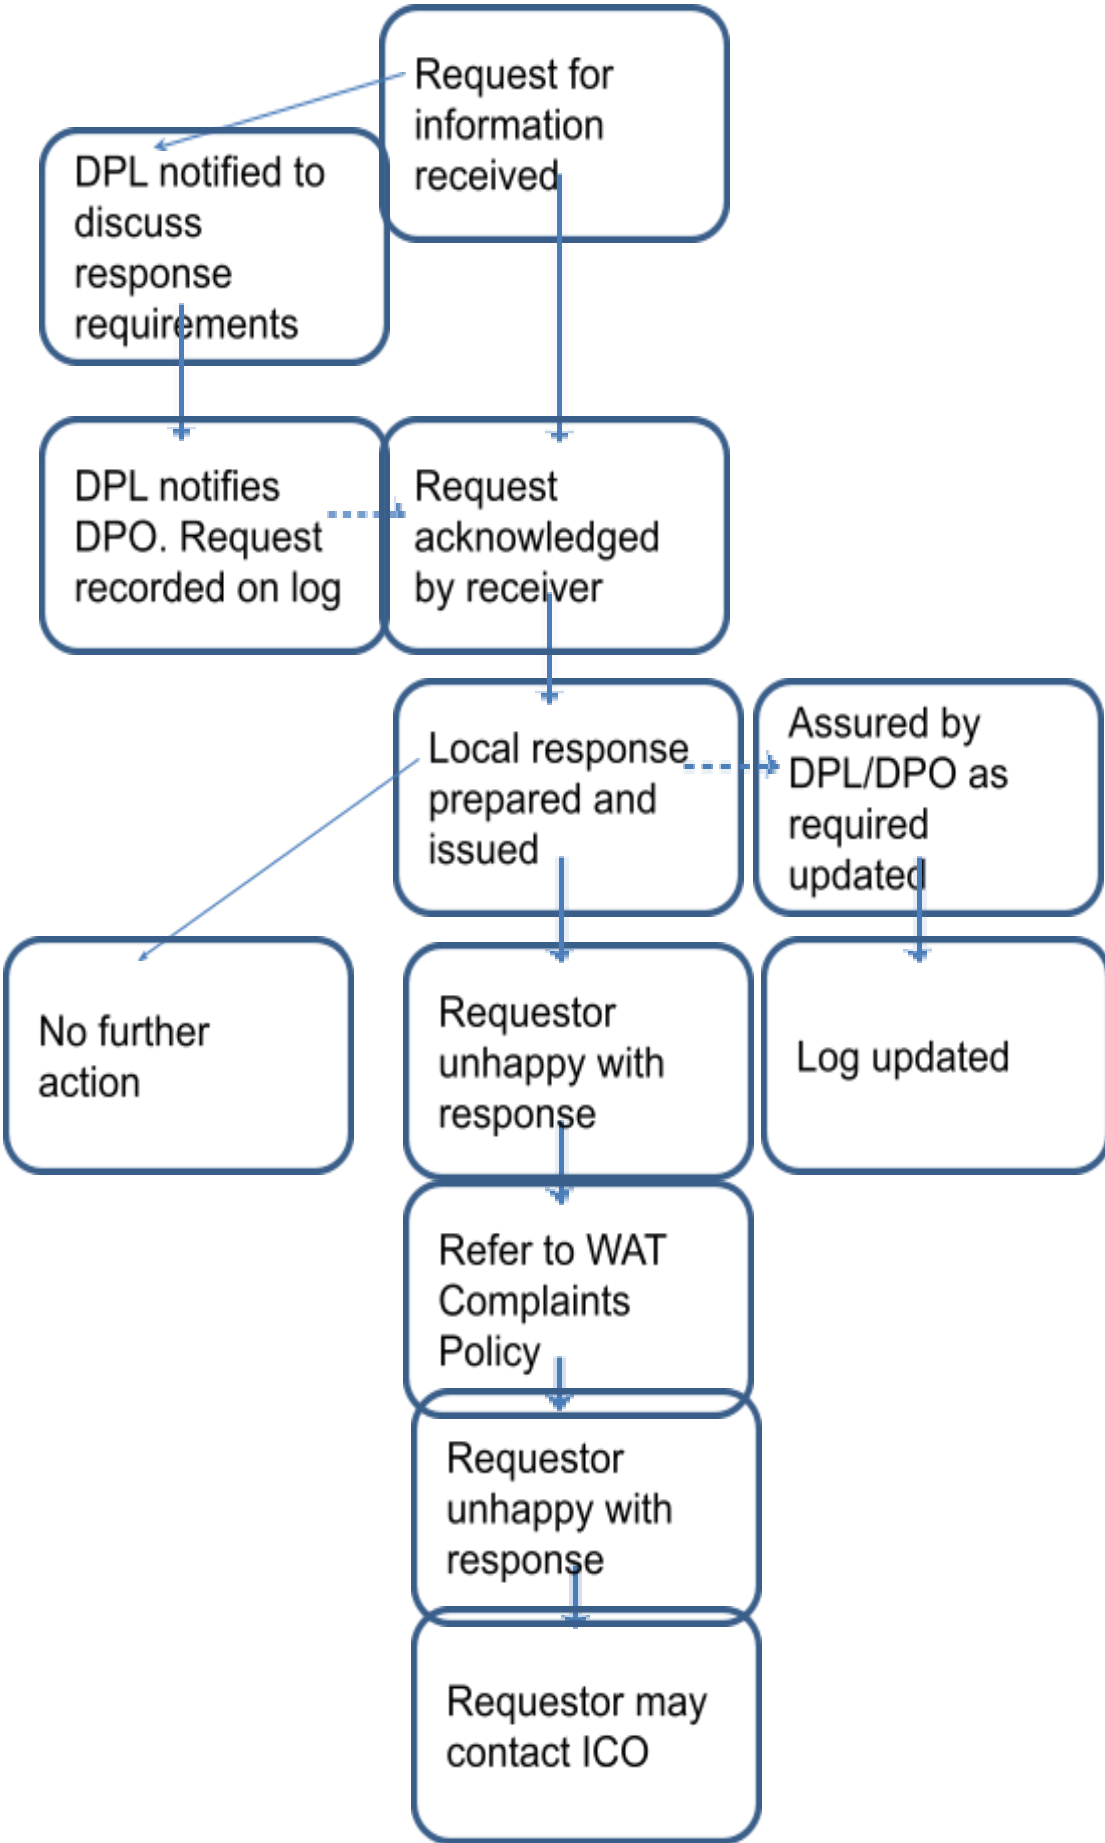 Request for
information
received
DPL notified to
discuss
response
requirements
DPL notifies
DPO. Request
recorded on log
Request
acknowledged
by receiver
Local response
prepared and
issued
Assured by
DPL/DPO as
required
updated
No further
action
Requestor
unhappy with
response
Log updated
Refer to WAT
Complaints
Policy
Requestor
unhappy with
response
Requestor may
contact ICO